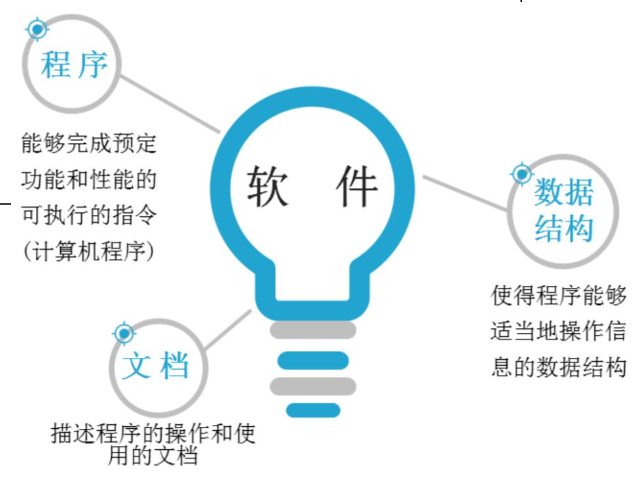 程序
能够完成预定
功能和性能的
可执行的指令
(计算机程序)
软 件
数据
结构
使得程序能够
适当地操作信
息的数据结构
文档
描述程序的操作和使
用的文档